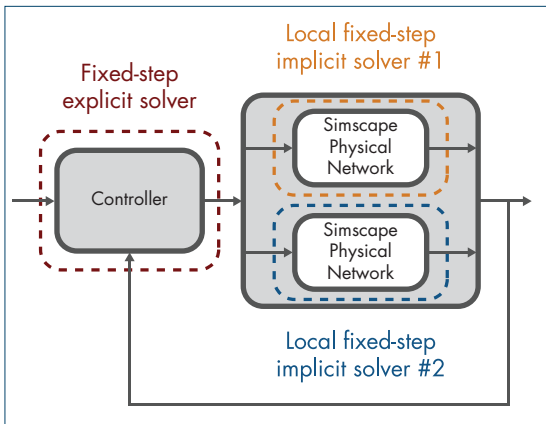 Local fixed-step
implicit solver #1
Fixed-step
explicit solver
Simscape
Physical
Network
Controller
Simscape
Physical
Network
Local fixed-step
implicit solver #2